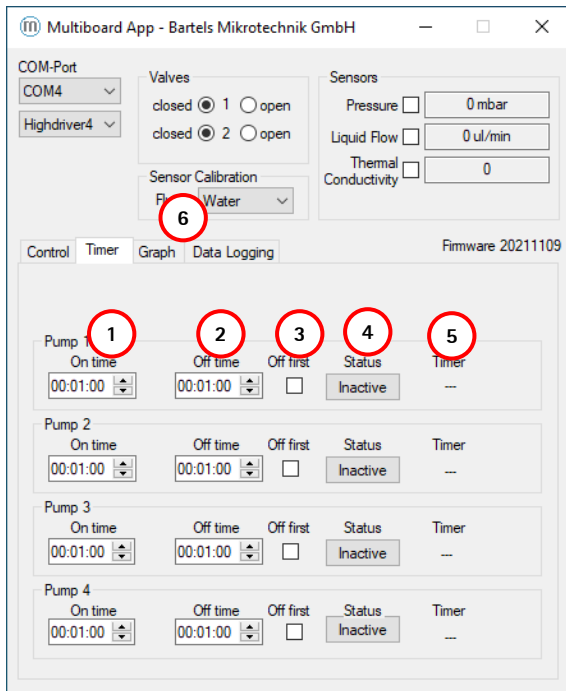 Multiboard App - Bartels Mikrotechnik GmbH
COM-Port
COM4
Highdriver4
Valves
closed 1 open
closed 2 open
Sensor Calibration
Water
6
Sensors
Pressure 0 mbar
Liquid Flow 0 ul/min
Thermal Conductivity 0
Firmware 20211109
Control Timer Graph Data Logging
1 2 3 4 5
Pump 1
On time Off time Off first Status Timer
00:01:00 00:01:00 Inactive ---
Pump 2
On time Off time Off first Status Timer
00:01:00 00:01:00 Inactive ---
Pump 3
On time Off time Off first Status Timer
00:01:00 00:01:00 Inactive ---
Pump 4
On time Off time Off first Status Timer
00:01:00 00:01:00 Inactive ---